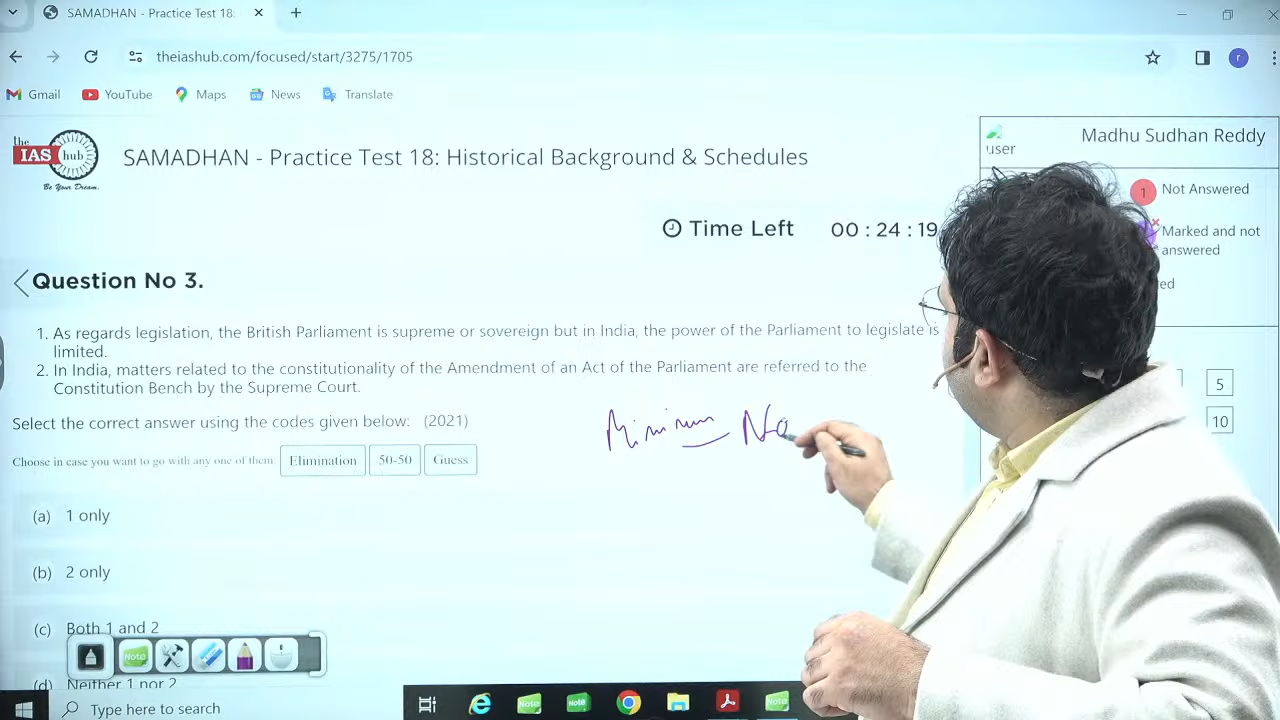 SAMADHAN - Practice Test 18:
theiashub.com/focused/start/3275/1705
r
Gmail
YouTube
Maps
News
Translate
the
IAS hub
Be Your Dream.
SAMADHAN - Practice Test 18: Historical Background & Schedules
Madhu Sudhan Reddy
user
1 Not Answered
Marked and not
answered
ed
Time Left 00 : 24 : 19
Question No 3.
1. As regards legislation, the British Parliament is supreme or sovereign but in India, the power of the Parliament to legislate is
limited.
2. In India, matters related to the constitutionality of the Amendment of an Act of the Parliament are referred to the
Constitution Bench by the Supreme Court.
5
10
Select the correct answer using the codes given below: (2021)
Minimum No
Choose in case you want to go with any one of them: Elimination 50-50 Guess
(a) 1 only
(b) 2 only
(c) Both 1 and 2
Note
(d) Neither 1 nor 2
Type here to search
Note
Note
Note